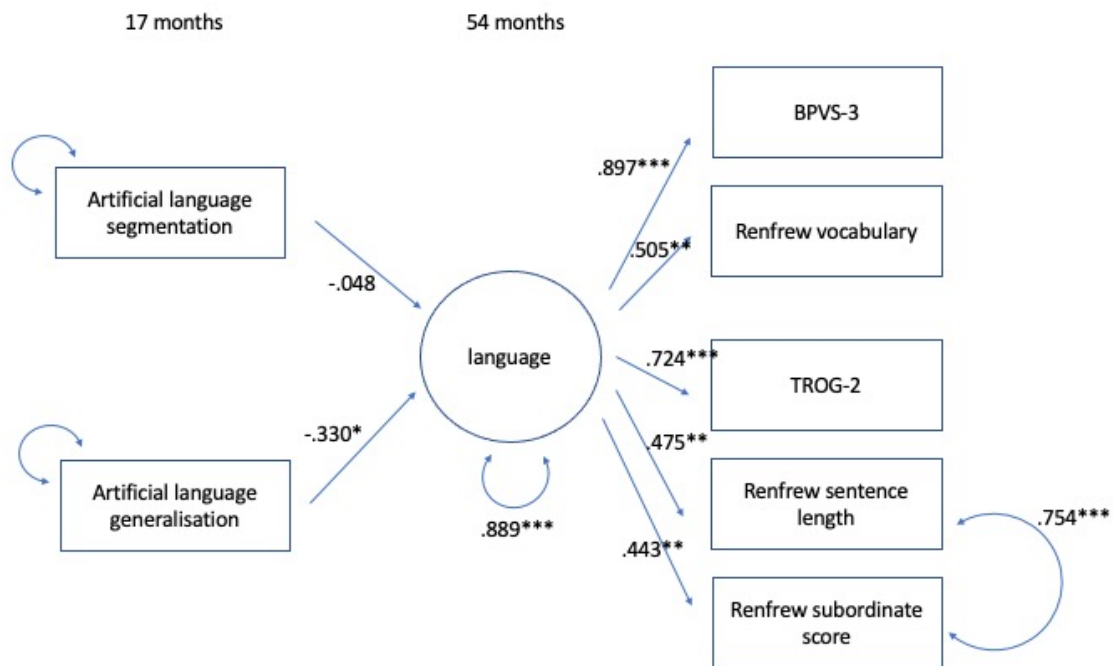 17 months
54 months
BPVS-3
.897***
Artificial language
segmentation
Renfrew vocabulary
.505**
-.048
language
.724***
TROG-2
-.330*
.475**
Artificial language
generalisation
Renfrew sentence
length
.754***
.889***
.443**
Renfrew subordinate
score